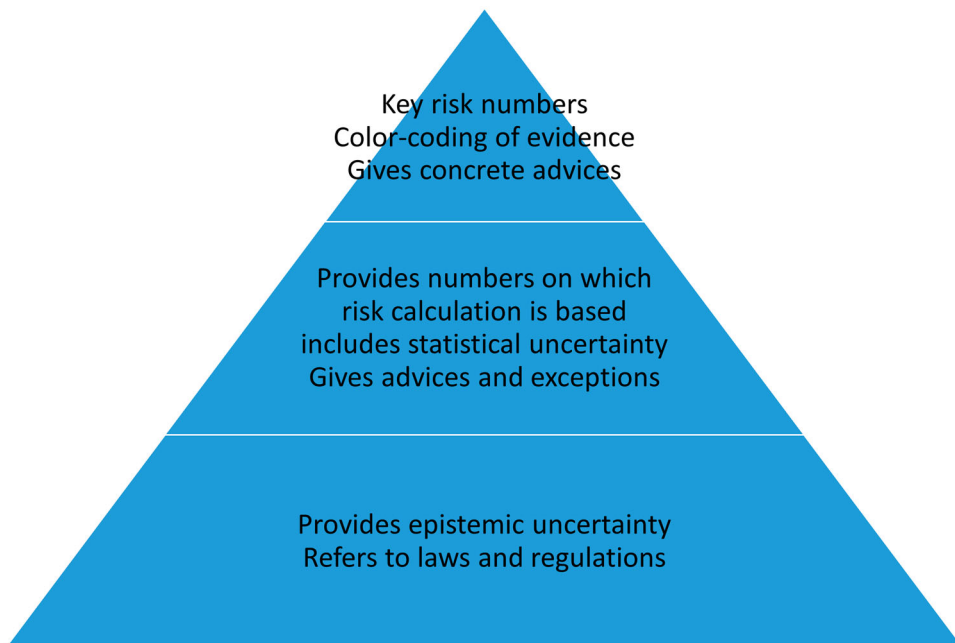 Key risk numbers
Color-coding of evidence
Gives concrete advices
Provides numbers on which
risk calculation is based
includes statistical uncertainty
Gives advices and exceptions
Provides epistemic uncertainty
Refers to laws and regulations